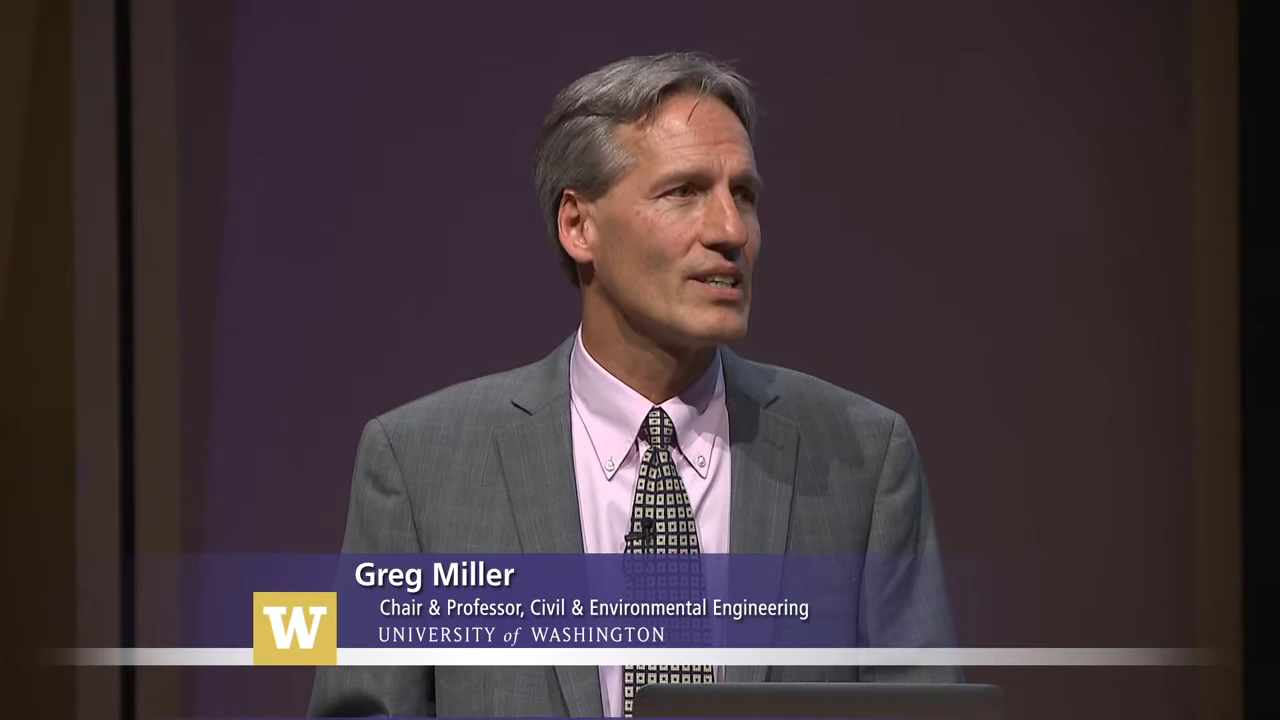 Greg Miller
Chair & Professor, Civil & Environmental Engineering
W UNIVERSITY of WASHINGTON